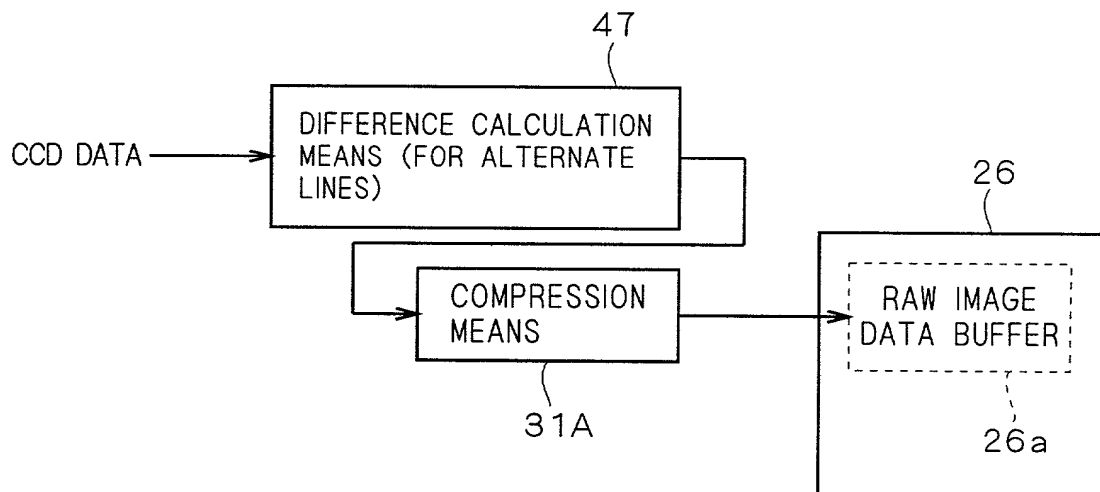 47
DIFFERENCE CALCULATION
MEANS (FOR ALTERNATE
LINES)
CCD DATA
26
COMPRESSION
MEANS
RAW IMAGE
DATA BUFFER
31A
26a